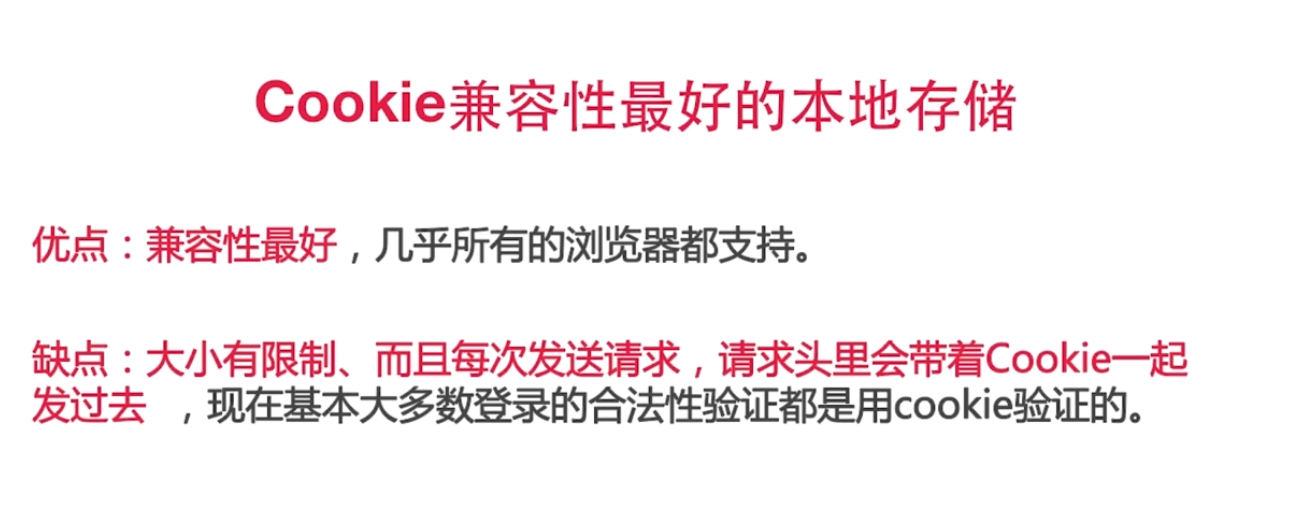 Cookie兼容性最好的本地存储
优点：兼容性最好，几乎所有的浏览器都支持。
缺点：大小有限制、而且每次发送请求，请求头里会带着Cookie一起
发过去 ，现在基本大多数登录的合法性验证都是用cookie验证的。